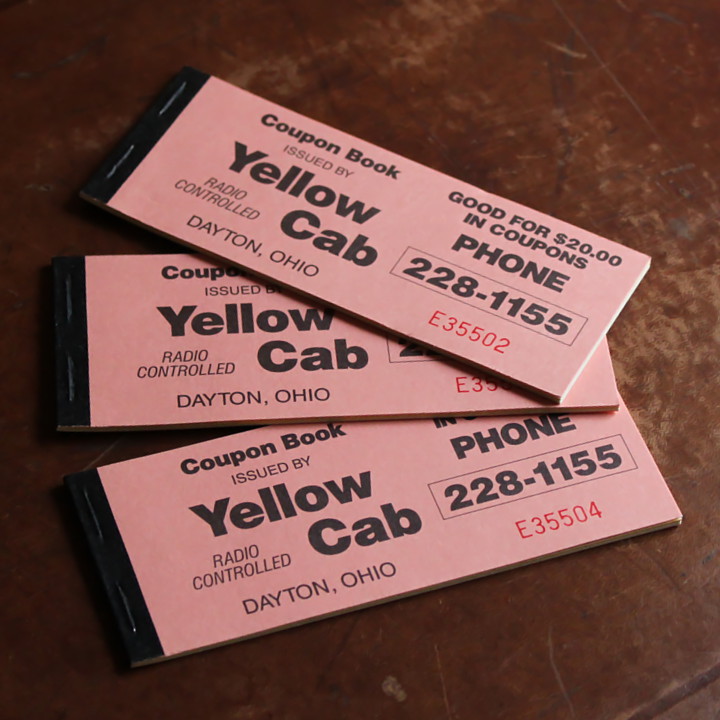 Coupon Book
ISSUED BY
Yellow
RADIO
CONTROLLED
Cab
DAYTON, OHIO
GOOD FOR $20.00
IN COUPONS
PHONE
228-1155
E35502
ISSUED BY
Yellow
RADIO
CONTROLLED
Cab
DAYTON, OHIO
Coupon Book
ISSUED BY
Yellow
RADIO
CONTROLLED
Cab
DAYTON, OHIO
PHONE
228-1155
E35504